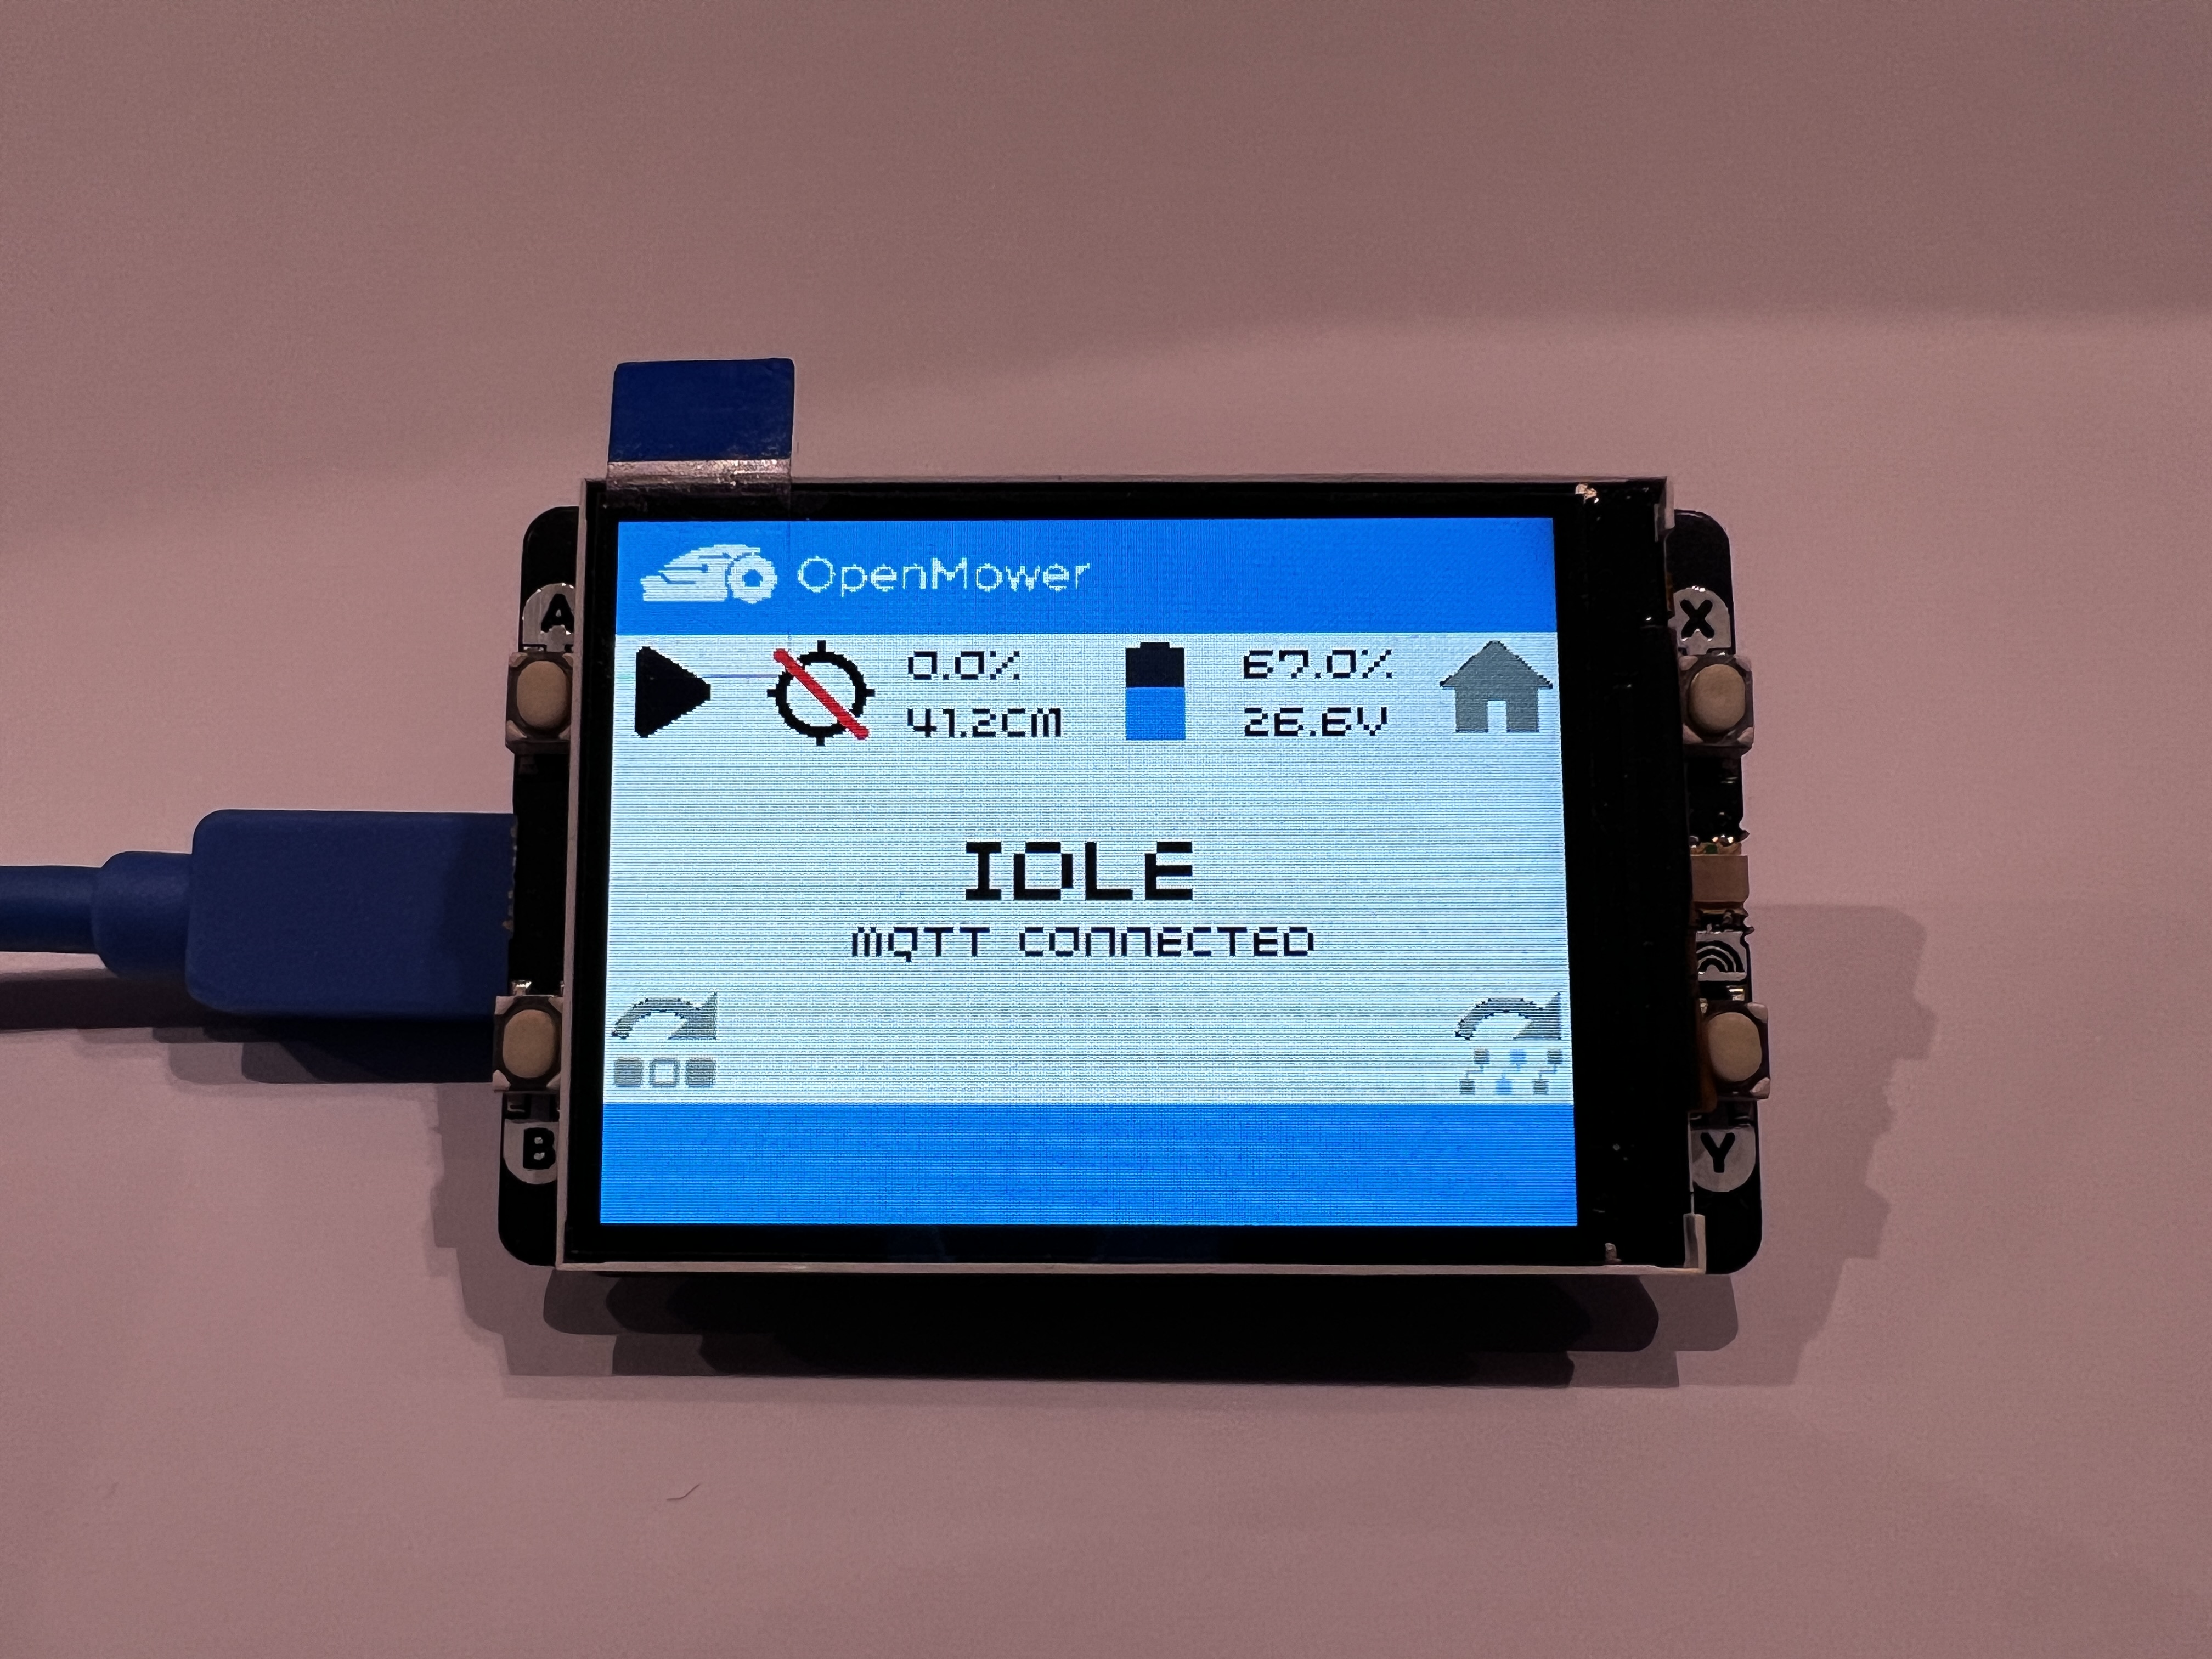 OpenMower
A
X
0.0%
67.0%
41.2CM
26.6V
IDLE
MQTT CONNECTED
B
Y